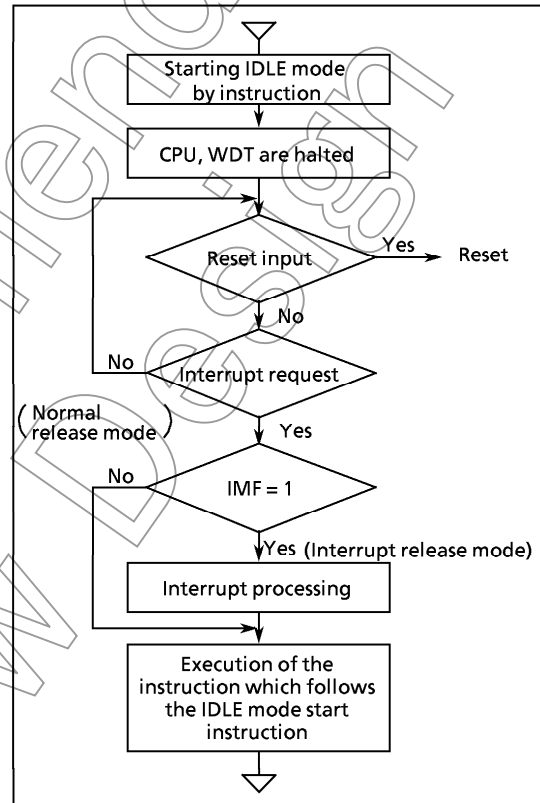 Starting IDLE mode
by instruction
CPU, WDT are halted
Reset input
Yes
Reset
No
Interrupt request
No
Yes
(Normal
release mode)
No
IMF = 1
Yes (Interrupt release mode)
Interrupt processing
Execution of the
instruction which follows
the IDLE mode start
instruction